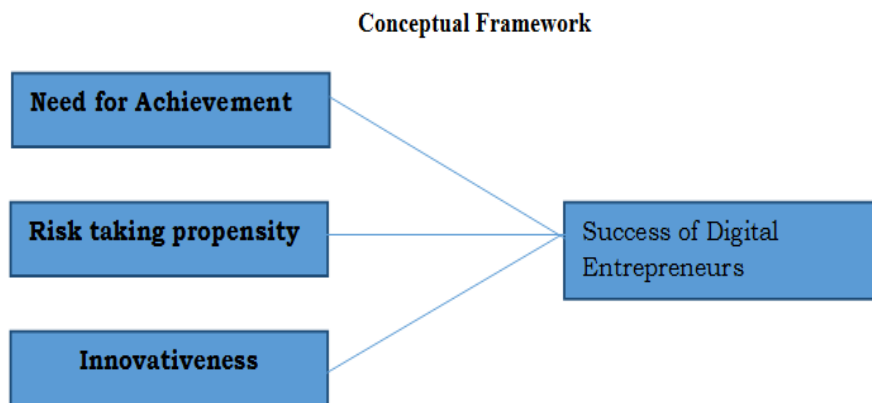 Conceptual Framework
Need for Achievement
Risk taking propensity
Success of Digital
Entrepreneurs
Innovativeness